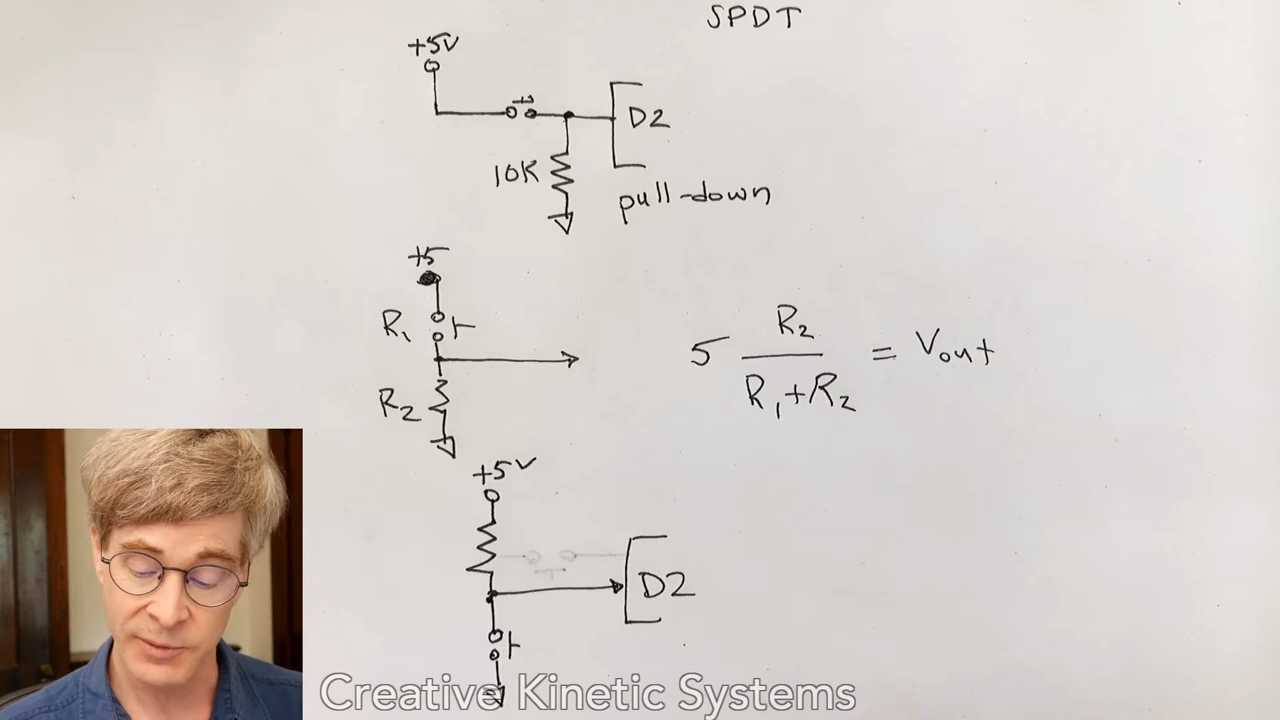 SPDT
+5V
D2
10K
pull-down
+5
R1
R2
5 R2 / R1+R2 = Vout
+5V
D2
Creative Kinetic Systems